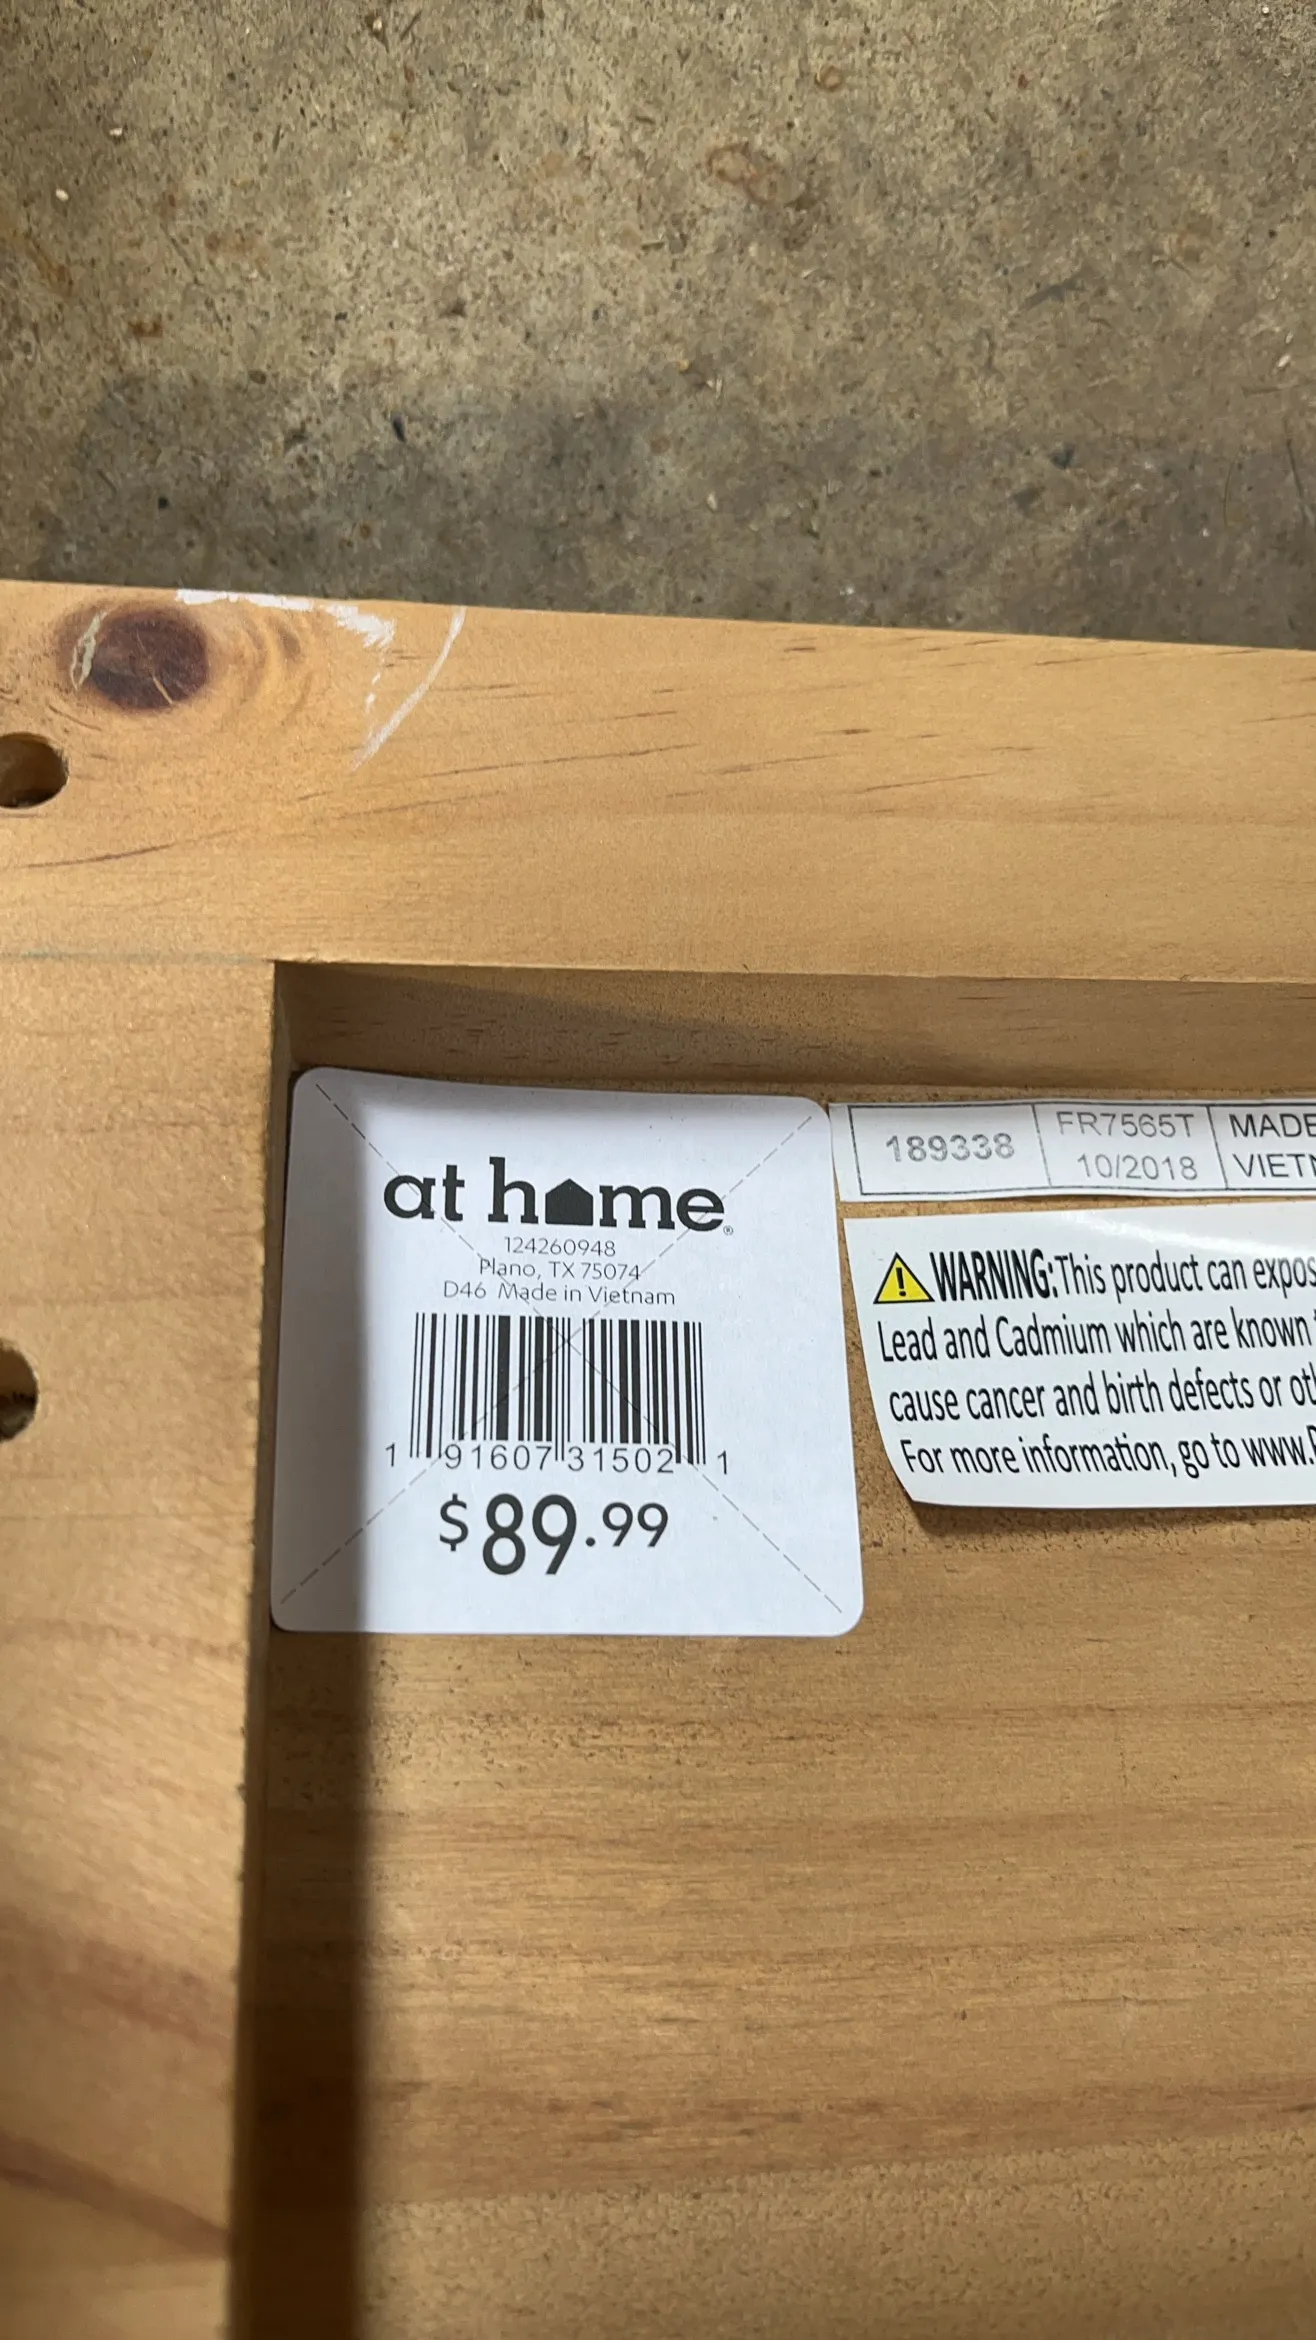 at home®
124260948
Plano, TX 75074
D46 Made in Vietnam
1 91607 31502 1
$89.99
189338
FR7565T
10/2018
MADE
WARNING: This product can
Lead and Cadmium which are known
cause cancer and birth defects or
For more information, go to www.